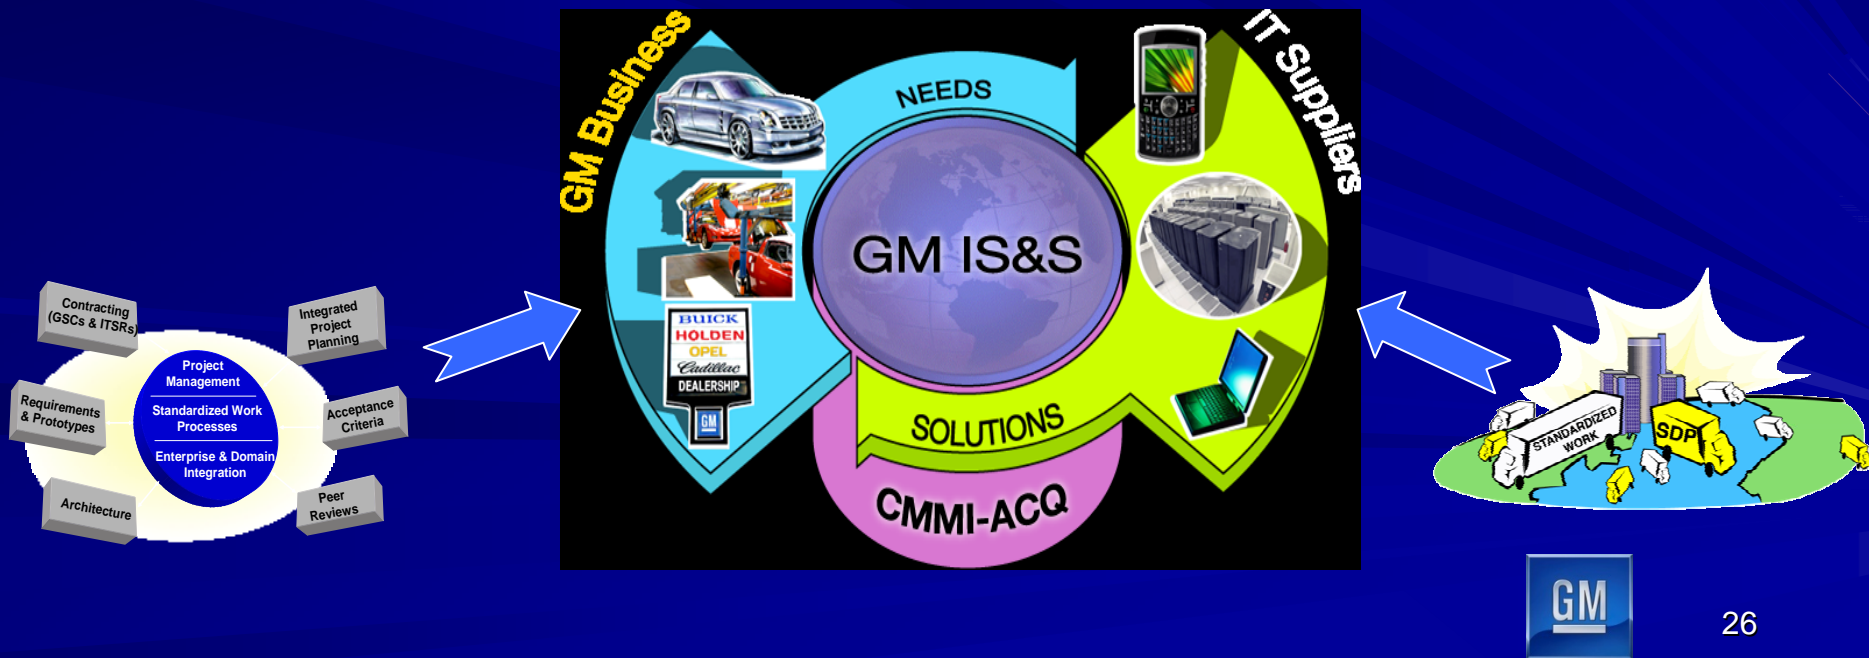 Contracting
(GSCs & ITSRs)
Integrated
Project
Planning
Requirements
& Prototypes
Project
Management
Standardized Work
Processes
Enterprise & Domain
Integration
Acceptance
Criteria
Architecture
Peer
Reviews
GM Business
NEEDS
IT Suppliers
GM IS&S
BUICK
HOLDEN
OPEL
Cadillac
DEALERSHIP
GM
SOLUTIONS
CMMI-ACQ
STANDARDIZED
WORK
SDP
GM
26